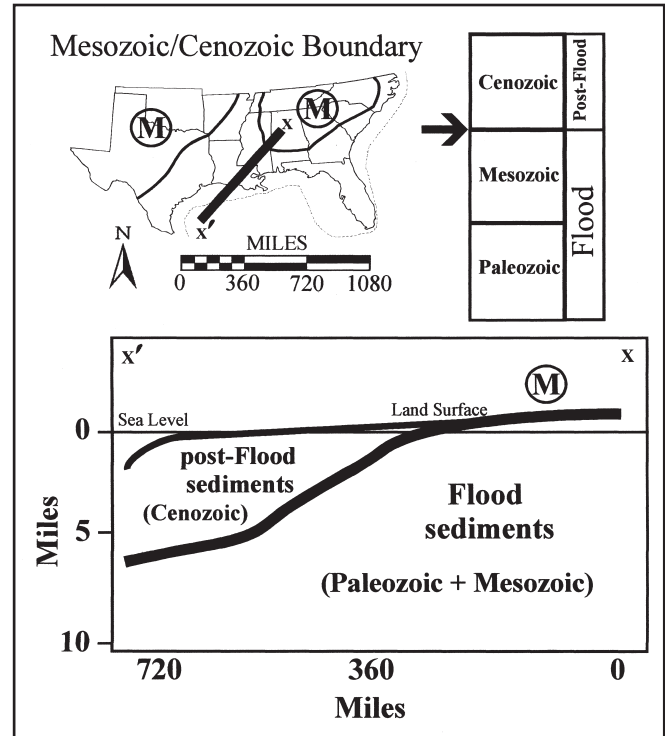 Mesozoic/Cenozoic Boundary
M
M
x
x'
N
MILES
0 360 720 1080
Cenozoic
Mesozoic
Paleozoic
Post-Flood
Flood
x'
x
M
Sea Level
Land Surface
0
post-Flood
sediments
(Cenozoic)
Flood
sediments
(Paleozoic + Mesozoic)
Miles
5
10
720 360 0
Miles